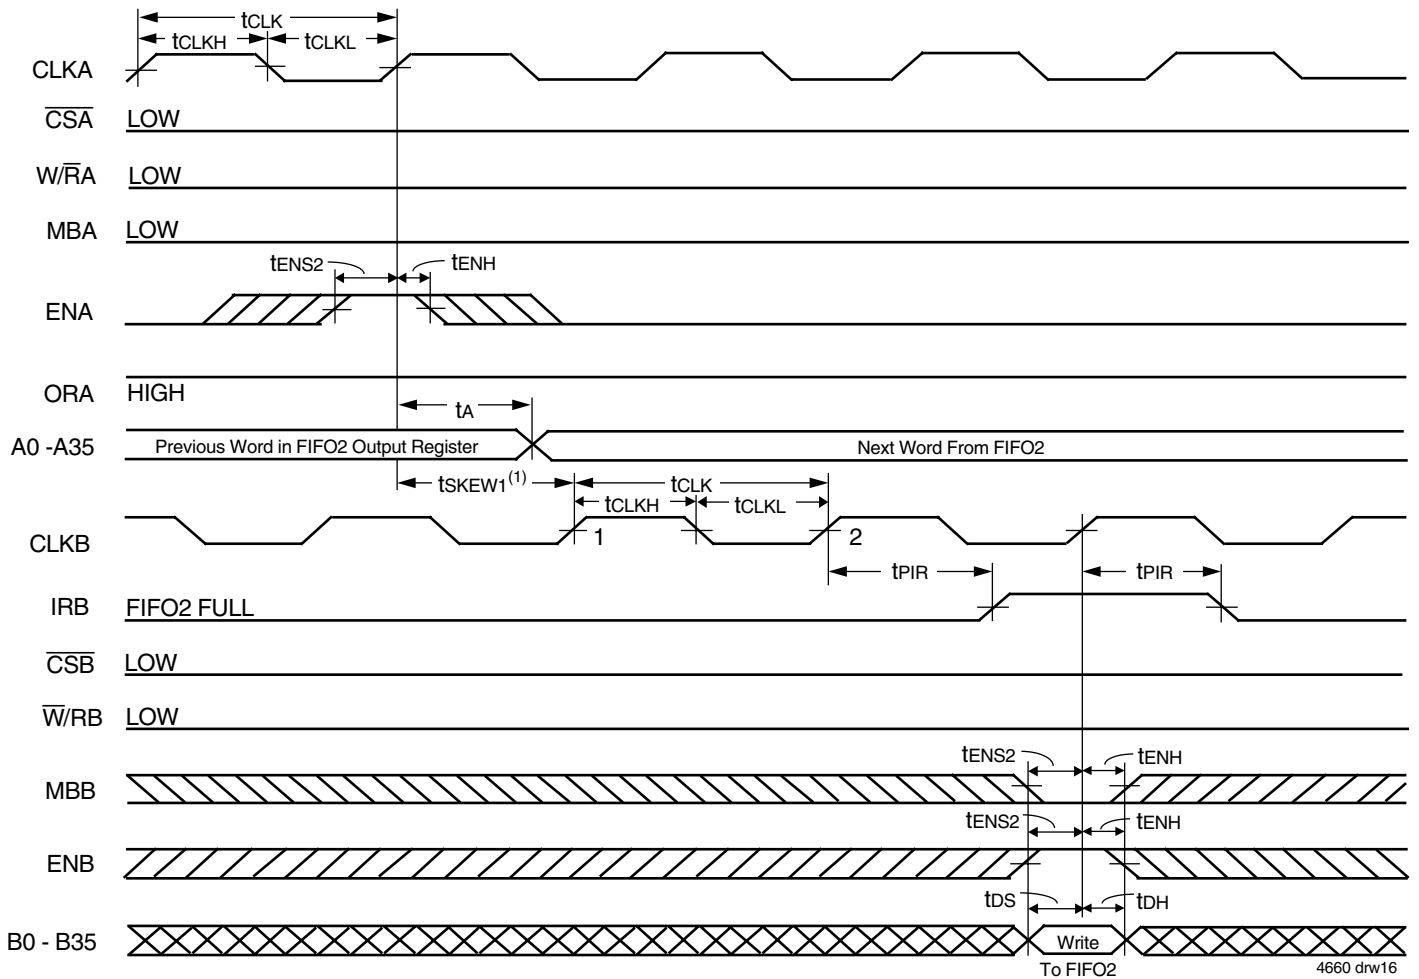 tCLK
tCLKH tCLKL
CLKA
CSA LOW
W/RA LOW
MBA LOW
tENS2 tENH
ENA
ORA HIGH
tA
A0 -A35 Previous Word in FIFO2 Output Register Next Word From FIFO2
tSKEW1(1) tCLK
tCLKH tCLKL
CLKB 1 2
tPIR tPIR
IRB FIFO2 FULL
CSB LOW
W/RB LOW
tENS2 tENH
MBB
tENS2 tENH
ENB
tDS tDH
B0 - B35 Write
To FIFO2
4660 drw16